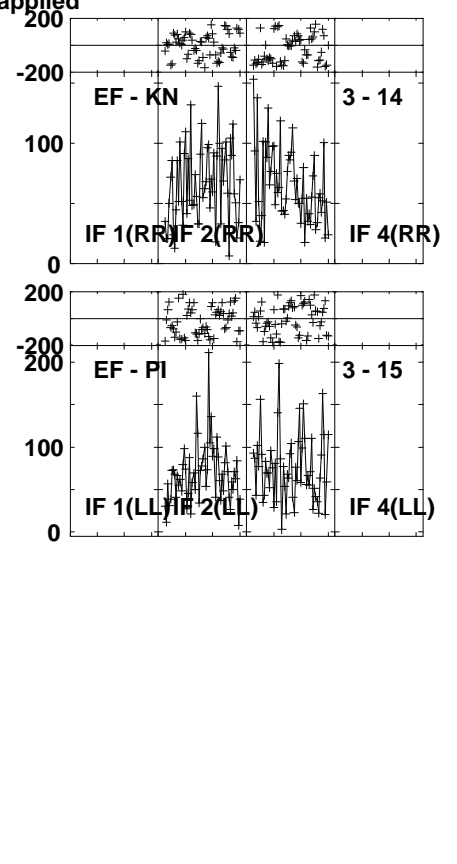 applied
200
-200
EF - KN 3 - 14
100
IF 1(RR) IF 2(RR) IF 4(RR)
0
200
-200
200
EF - PI 3 - 15
100
IF 1(LL) IF 2(LL) IF 4(LL)
0